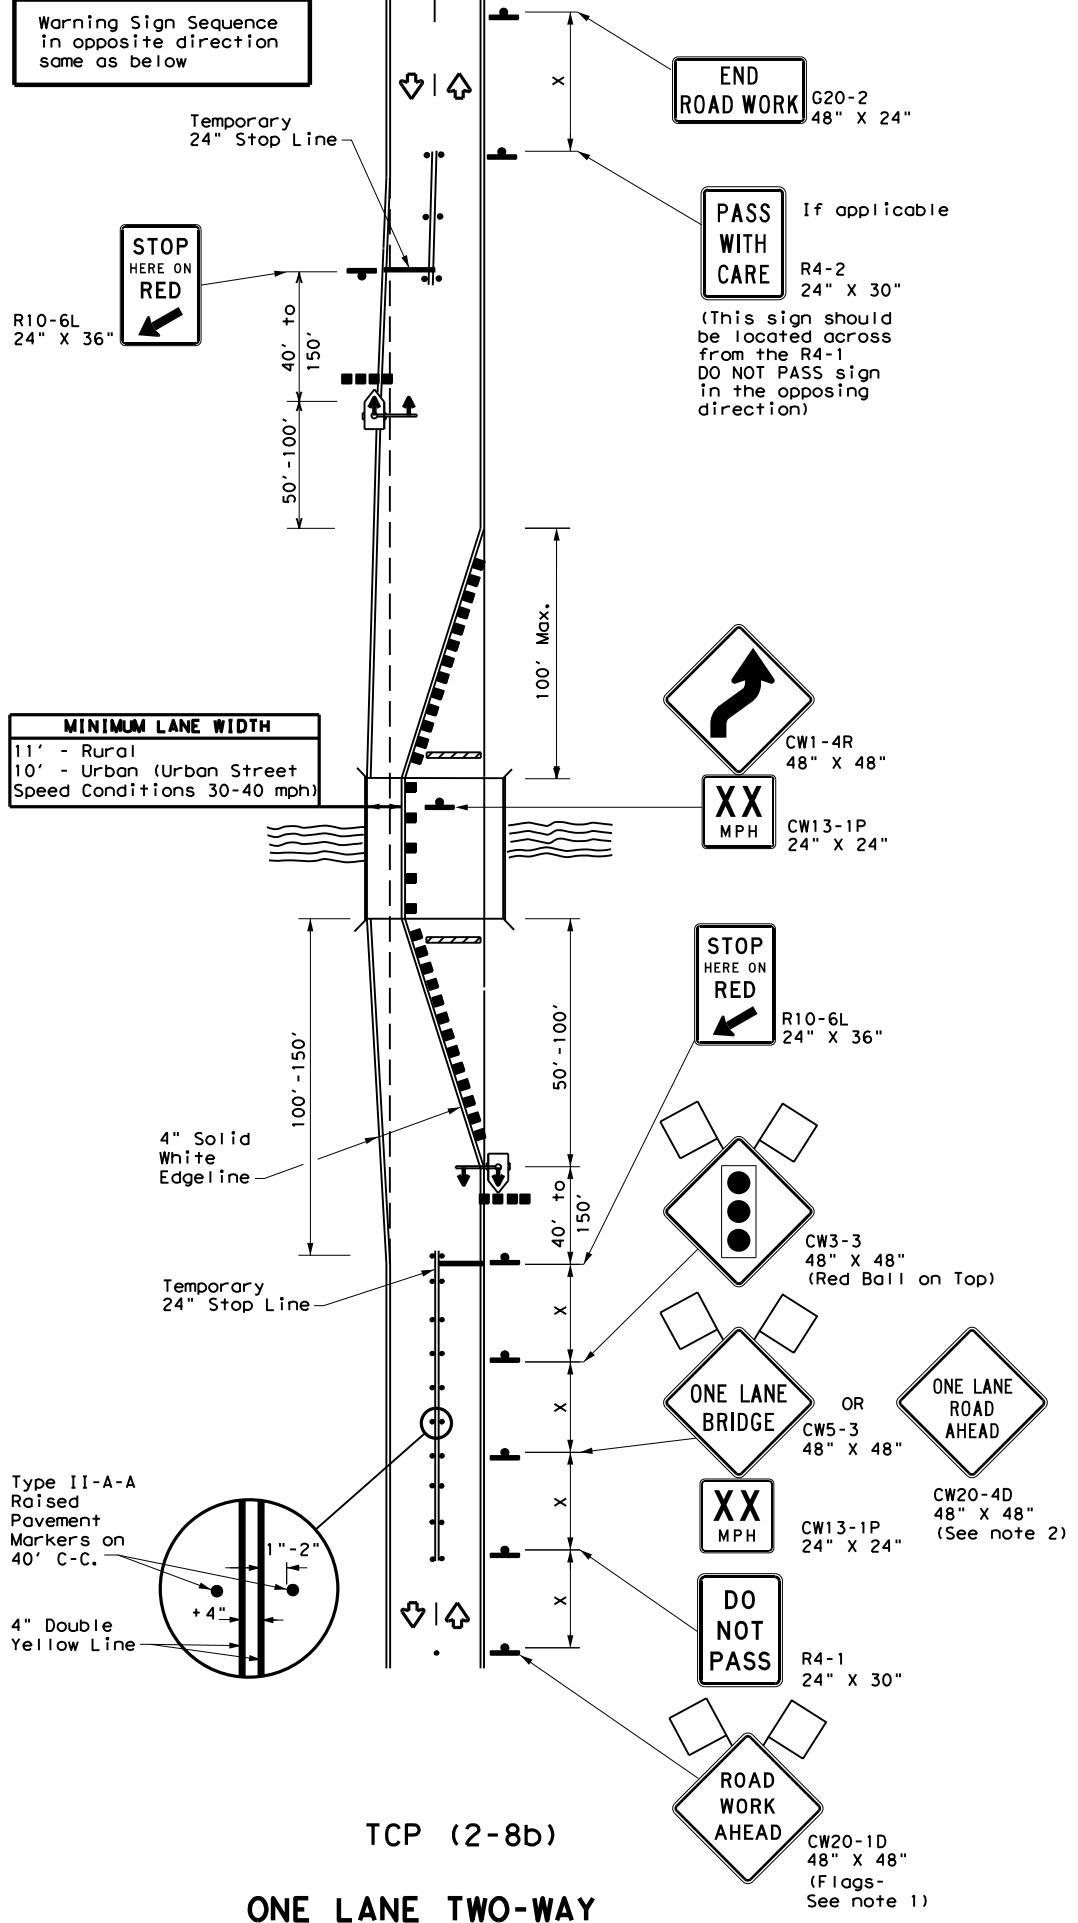 Warning Sign Sequence
in opposite direction
same as below
END
ROAD WORK
G20-2
48" X 24"
X
Temporary
24" Stop Line
PASS
WITH
CARE
If applicable
R4-2
24" X 30"
(This sign should
be located across
from the R4-1
DO NOT PASS sign
in the opposing
direction)
STOP
HERE ON
RED
R10-6L
24" X 36"
40' to
150'
50'-100'
100' Max.
CW1-4R
48" X 48"
MINIMUM LANE WIDTH
11' - Rural
10' - Urban (Urban Street
Speed Conditions 30-40 mph)
XX
MPH
CW13-1P
24" X 24"
STOP
HERE ON
RED
R10-6L
24" X 36"
100'-150'
50'-100'
4" Solid
White
Edgeline
40' to
150'
CW3-3
48" X 48"
(Red Ball on Top)
Temporary
24" Stop Line
X
ONE LANE
BRIDGE
OR
CW5-3
48" X 48"
ONE LANE
ROAD
AHEAD
CW20-4D
48" X 48"
(See note 2)
X
XX
MPH
CW13-1P
24" X 24"
X
Type II-A-A
Raised
Pavement
Markers on
40' C-C.
1"-2"
+4"
4" Double
Yellow Line
X
DO
NOT
PASS
R4-1
24" X 30"
ROAD
WORK
AHEAD
CW20-1D
48" X 48"
(Flags-
See note 1)
TCP (2-8b)
ONE LANE TWO-WAY